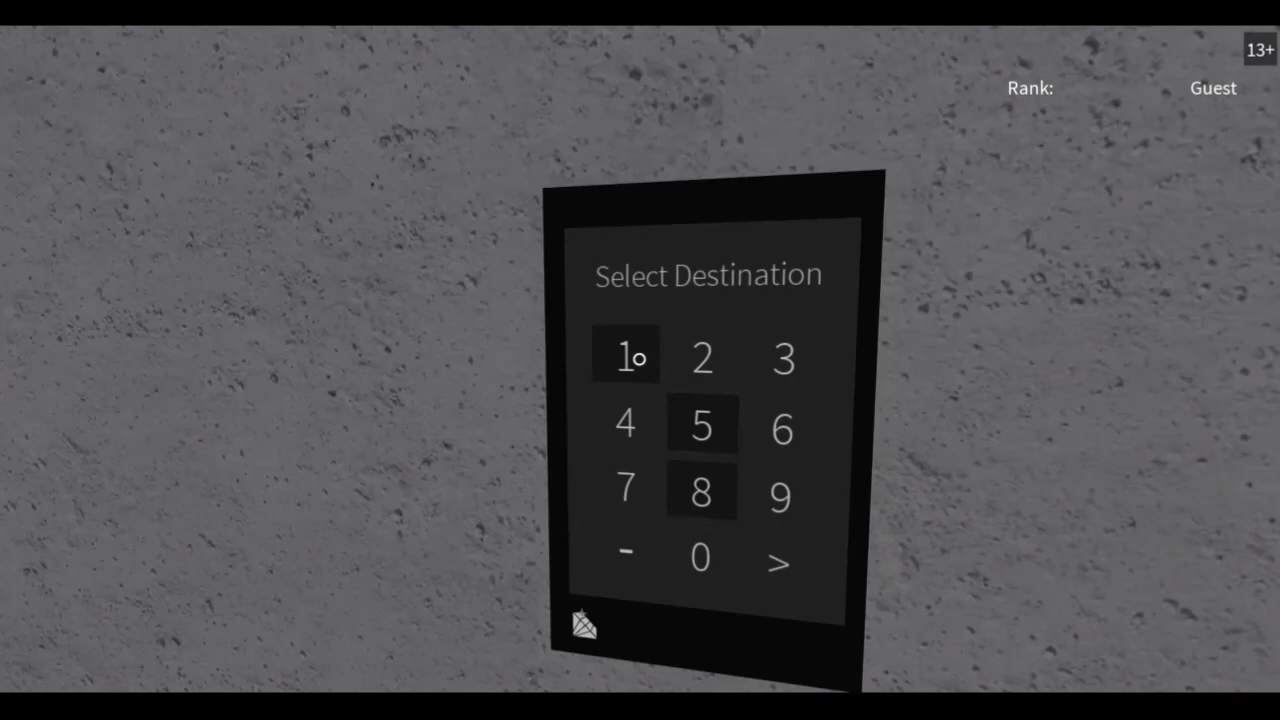 13+
Rank: Guest
Select Destination
1 2 3
4 5 6
7 8 9
- 0 >